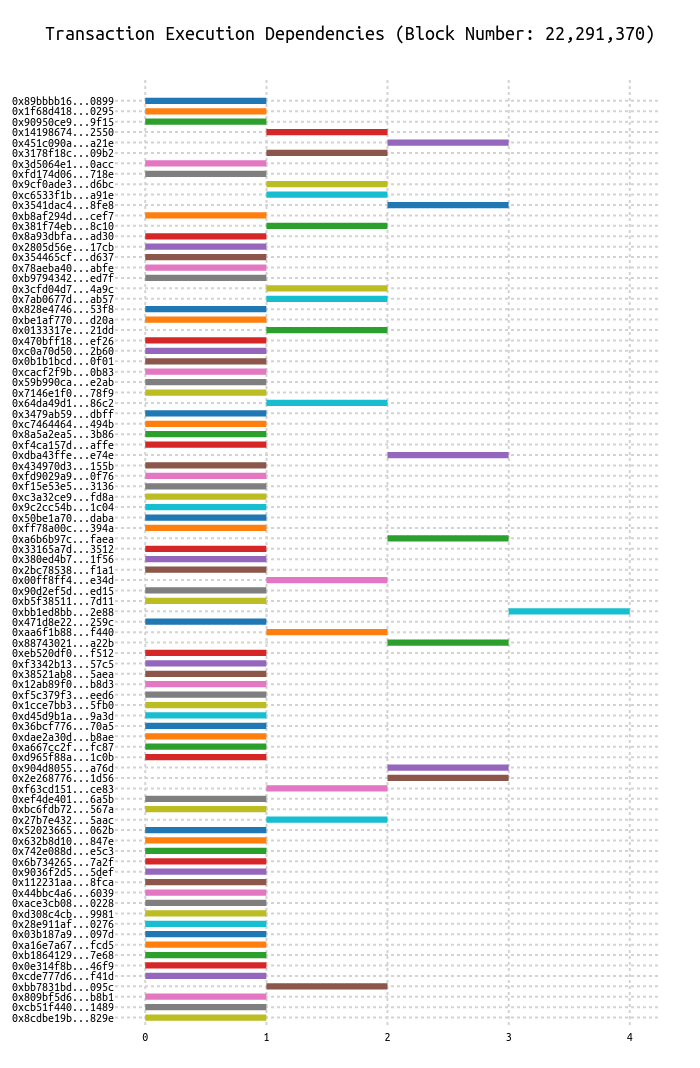 Transaction Execution Dependencies (Block Number: 22,291,370)
0x89bbbb16...0899
0x1f68d418...0295
0x90950ce9...9f15
0x14198674...2550
0x451c090a...a21e
0x3178f18c...09b2
0x3d5064e1...0acc
0xfd174d06...718e
0x9cf0ade3...d6bc
0xc6533f1b...a91e
0x3541dac4...8fe8
0xb8af294d...cef7
0x381f74eb...8c10
0x8a93dbfa...ad30
0x2805d56e...17cb
0x354465cf...d637
0x78aeba40...abfe
0xb9794342...ed7f
0x3cfd04d7...4a9c
0x7ab0677d...ab57
0x828e4746...53f8
0xbe1af770...d20a
0x0133317e...21dd
0x470bff18...ef26
0xc0a70d50...2b60
0x0b1b1bcd...0f01
0xcacf2f9b...0b83
0x59b990ca...e2ab
0x7146e1f0...78f9
0x64da49d1...86c2
0x3479ab59...dbff
0xc7464464...494b
0x8a5a2ea5...3b86
0xf4ca157d...affe
0xdba43ffe...e74e
0x434970d3...155b
0xfd9029a9...0f76
0xf15e53e5...3136
0xc3a32ce9...fd8a
0x9c2cc54b...1c04
0x50be1a70...daba
0xff78a00c...394a
0xa6b6b97c...faea
0x33165a7d...3512
0x380ed4b7...1f56
0x2bc78538...f1a1
0x00ff8ff4...e34d
0x90d2ef5d...ed15
0xb5f38511...7d11
0xbb1ed8bb...2e88
0x471d8e22...259c
0xaa6f1b88...f440
0x88743021...a22b
0xeb520df0...f512
0xf3342b13...57c5
0x38521ab8...5aea
0x12ab89f0...b8d3
0xf5c379f3...eed6
0x1cce7bb3...5fb0
0xd45d9b1a...9a3d
0x36bcf776...70a5
0xdae2a30d...b8ae
0xa667cc2f...fc87
0xd965f88a...1c0b
0x904d8055...a76d
0x2e268776...1d56
0xf63cd151...ce83
0xef4de401...6a5b
0xbc6fdb72...567a
0x27b7e432...5aac
0x52023665...062b
0x632b8d10...847e
0x742e088d...e5c3
0x6b734265...7a2f
0x9036f2d5...5def
0x112231aa...8fca
0x44bbc4a6...6039
0xace3cb08...0228
0xd308c4cb...9981
0x28e911af...0276
0x03b187a9...097d
0xa16e7a67...fcd5
0xb1864129...7e68
0x0e314f8b...46f9
0xcde777d6...f41d
0xbb7831bd...095c
0x809bf5d6...b8b1
0xcb51f440...1489
0x8cdbe19b...829e
0 1 2 3 4